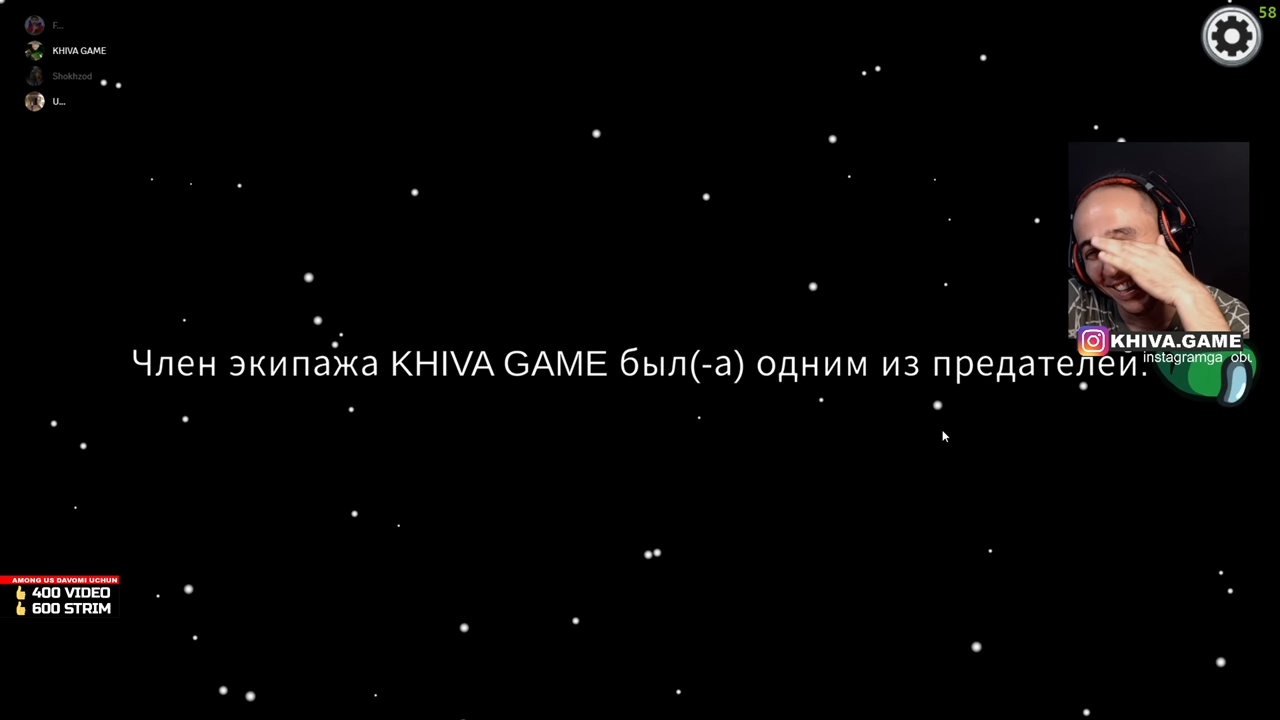 58
F...
KHIVA GAME
Shokhzod
U...
KHIVA.GAME
instagramga obu
Член экипажа KHIVA GAME был(-а) одним из предателей.
AMONG US DAVOMI UCHUN
400 VIDEO
600 STRIM